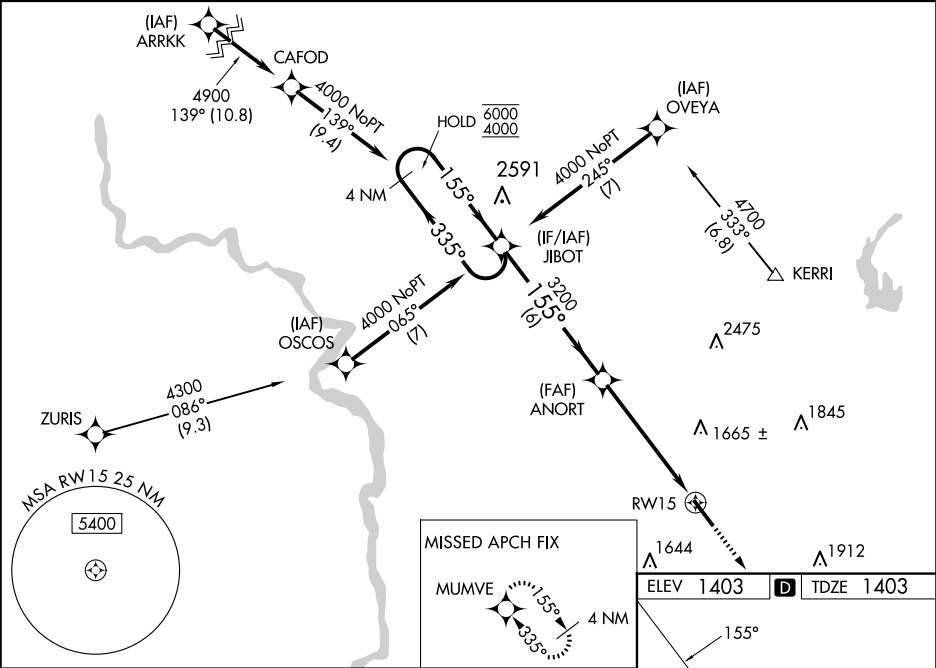 (IAF)
ARRKK
CAFOD
4900
139° (10.8)
4000 NoPT
139°
(9.4)
HOLD
6000
4000
4 NM
155°
335°
2591
(IAF)
OVEYA
4000 NoPT
245°
(7)
4700
333°
(6.8)
KERRI
(IF/IAF)
JIBOT
3200
155°
(6)
(IAF)
OSCOS
4000 NoPT
065°
(7)
2475
(FAF)
ANORT
ZURIS
4300
086°
(9.3)
1665 ±
1845
MSA RW15 25 NM
5400
RW15
MISSED APCH FIX
MUMVE
155°
335°
4 NM
1644
1912
ELEV 1403 D TDZE 1403
155°